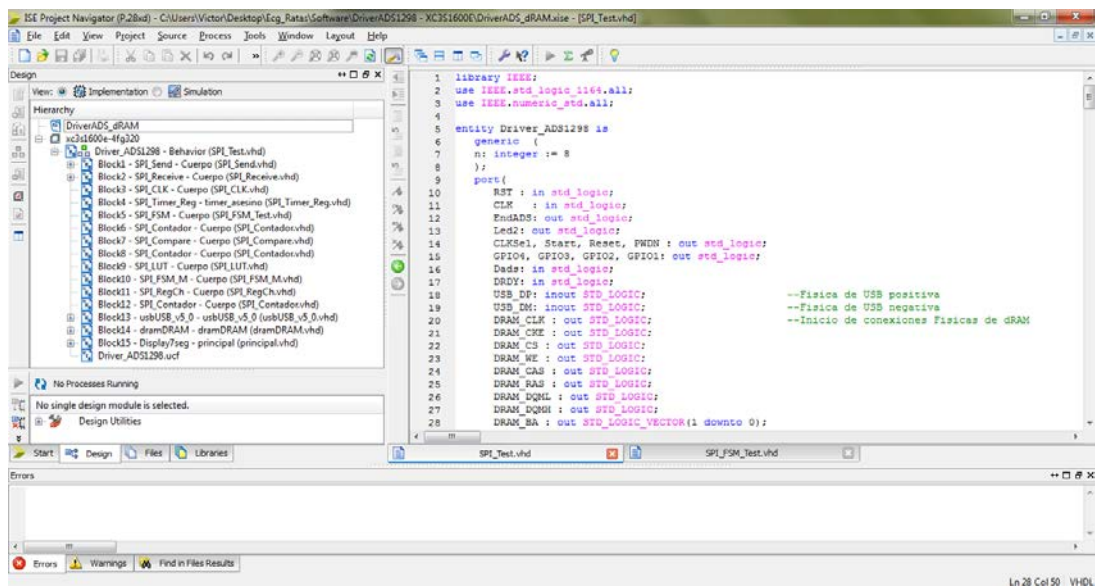 ISE Project Navigator (P.28xd) - C:\Users\Victor\Desktop\Ecg_Ratas\Software\DriverADS1298 - XC3S1600E\DriverADS_dRAM.xise - [SPI_Test.vhd]
File Edit View Project Source Process Tools Window Layout Help
Design
View: Implementation Simulation
Hierarchy
DriverADS_dRAM
xc3s1600e-4fg320
Driver_ADS1298 - Behavior (SPI_Test.vhd)
Block1 - SPI_Send - Cuerpo (SPI_Send.vhd)
Block2 - SPI_Receive - Cuerpo (SPI_Receive.vhd)
Block3 - SPI_CLK - Cuerpo (SPI_CLK.vhd)
Block4 - SPI_Timer_Reg - timer_asesino (SPI_Timer_Reg.vhd)
Block5 - SPI_FSM - Cuerpo (SPI_FSM_Test.vhd)
Block6 - SPI_Contador - Cuerpo (SPI_Contador.vhd)
Block7 - SPI_Compare - Cuerpo (SPI_Compare.vhd)
Block8 - SPI_Contador - Cuerpo (SPI_Contador.vhd)
Block9 - SPI_LUT - Cuerpo (SPI_LUT.vhd)
Block10 - SPI_FSM_M - Cuerpo (SPI_FSM_M.vhd)
Block11 - SPI_RegCh - Cuerpo (SPI_RegCh.vhd)
Block12 - SPI_Contador - Cuerpo (SPI_Contador.vhd)
Block13 - usbUSB_v5_0 - usbUSB_v5_0 (usbUSB_v5_0.vhd)
Block14 - dramDRAM - dramDRAM (dramDRAM.vhd)
Block15 - Display7seg - principal (principal.vhd)
Driver_ADS1298.ucf
No Processes Running
No single design module is selected.
Design Utilities
Start Design Files Libraries
1 library IEEE;
2 use IEEE.std_logic_1164.all;
3 use IEEE.numeric_std.all;
4
5 entity Driver_ADS1298 is
6 generic (
7 n: integer := 8
8 );
9 port(
10 RST : in std_logic;
11 CLK : in std_logic;
12 EndADS: out std_logic;
13 Led2: out std_logic;
14 CLKSel, Start, Reset, PWDN : out std_logic;
15 GPIO4, GPIO3, GPIO2, GPIO1: out std_logic;
16 Dads: in std_logic;
17 DRDY: in std_logic;
18 USB_DP: inout STD_LOGIC; --Fisica de USB positiva
19 USB_DM: inout STD_LOGIC; --Fisica de USB negativa
20 DRAM_CLK : out STD_LOGIC; --Inicio de conexiones Fisicas de dRAM
21 DRAM_CKE : out STD_LOGIC;
22 DRAM_CS : out STD_LOGIC;
23 DRAM_WE : out STD_LOGIC;
24 DRAM_CAS : out STD_LOGIC;
25 DRAM_RAS : out STD_LOGIC;
26 DRAM_DQML : out STD_LOGIC;
27 DRAM_DQMH : out STD_LOGIC;
28 DRAM_BA : out STD_LOGIC_VECTOR(1 downto 0);
SPI_Test.vhd SPI_FSM_Test.vhd
Errors
Errors Warnings Find in Files Results
Ln 28 Col 50 VHDL